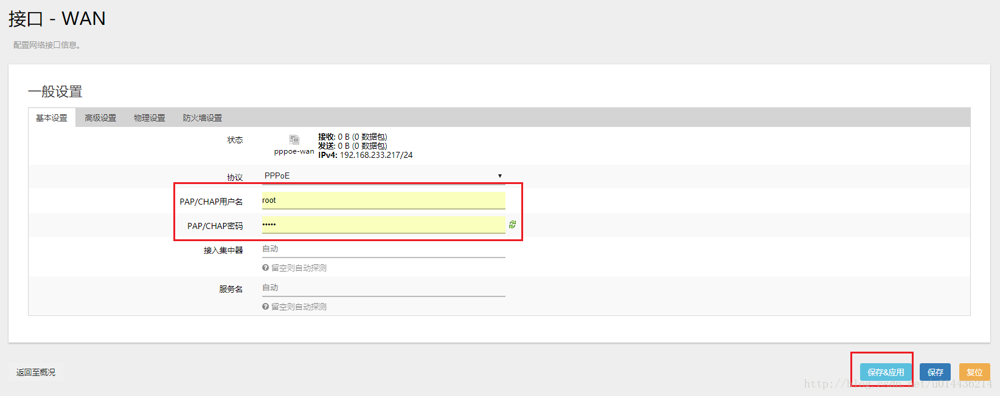 接口 - WAN
配置网络接口信息。
一般设置
基本设置 高级设置 物理设置 防火墙设置
状态
pppoe-wan
接收: 0 B (0 数据包)
发送: 0 B (0 数据包)
IPv4: 192.168.233.217/24
协议 PPPoE
PAP/CHAP用户名 root
PAP/CHAP密码 •••••
接入集中器 自动
留空则自动探测
服务名 自动
留空则自动探测
返回至概况 保存&应用 保存 复位
http://blog.csdn.net/u014436214